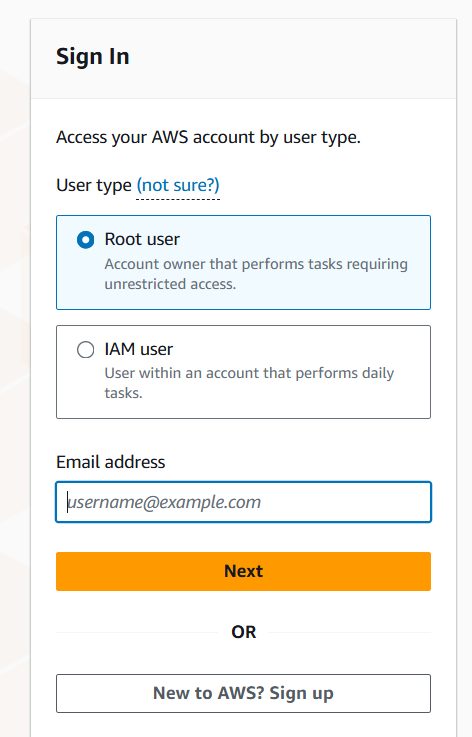 Sign In
Access your AWS account by user type.
User type (not sure?)
Root user
Account owner that performs tasks requiring
unrestricted access.
IAM user
User within an account that performs daily
tasks.
Email address
username@example.com
Next
OR
New to AWS? Sign up